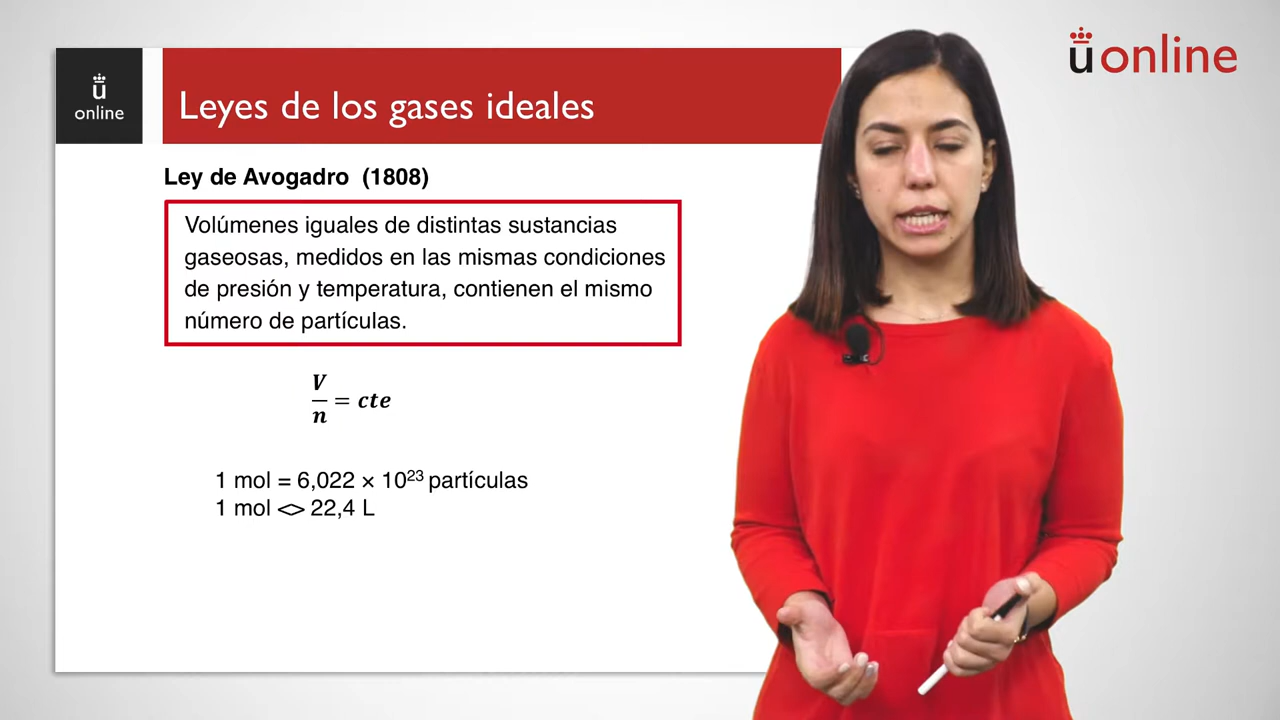 ü online
ū
online
Leyes de los gases ideales
Ley de Avogadro (1808)
Volúmenes iguales de distintas sustancias
gaseosas, medidos en las mismas condiciones
de presión y temperatura, contienen el mismo
número de partículas.
V
n = cte
1 mol = 6,022 × 10²³ partículas
1 mol <> 22,4 L